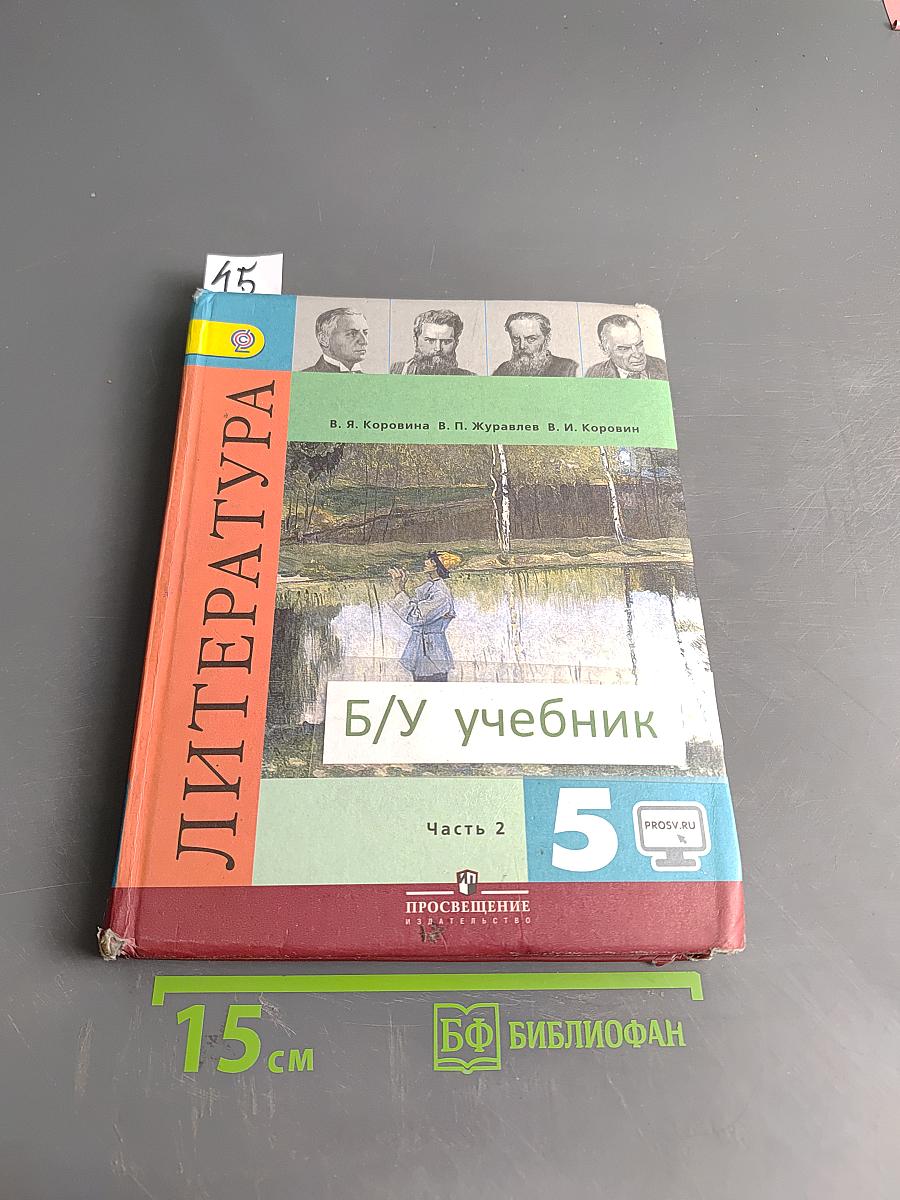 45
В. Я. Коровина В. П. Журавлев В. И. Коровин
ЛИТЕРАТУРА
Б/У учебник
Часть 2
5
PROSV.RU
ПРОСВЕЩЕНИЕ
ИЗДАТЕЛЬСТВО
15 см
БФ БИБЛИОФАН